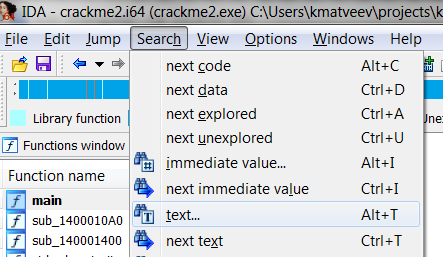 IDA - crackme2.i64 (crackme2.exe) C:\Users\kmatveev\projects\k
File Edit Jump Search View Options Windows Help
next code Alt+C
next data Ctrl+D
Library function next explored Ctrl+A
next unexplored Ctrl+U
Functions window immediate value... Alt+I
Function name next immediate value Ctrl+I
main
sub_1400010A0 text... Alt+T
sub_140001400 next text Ctrl+T